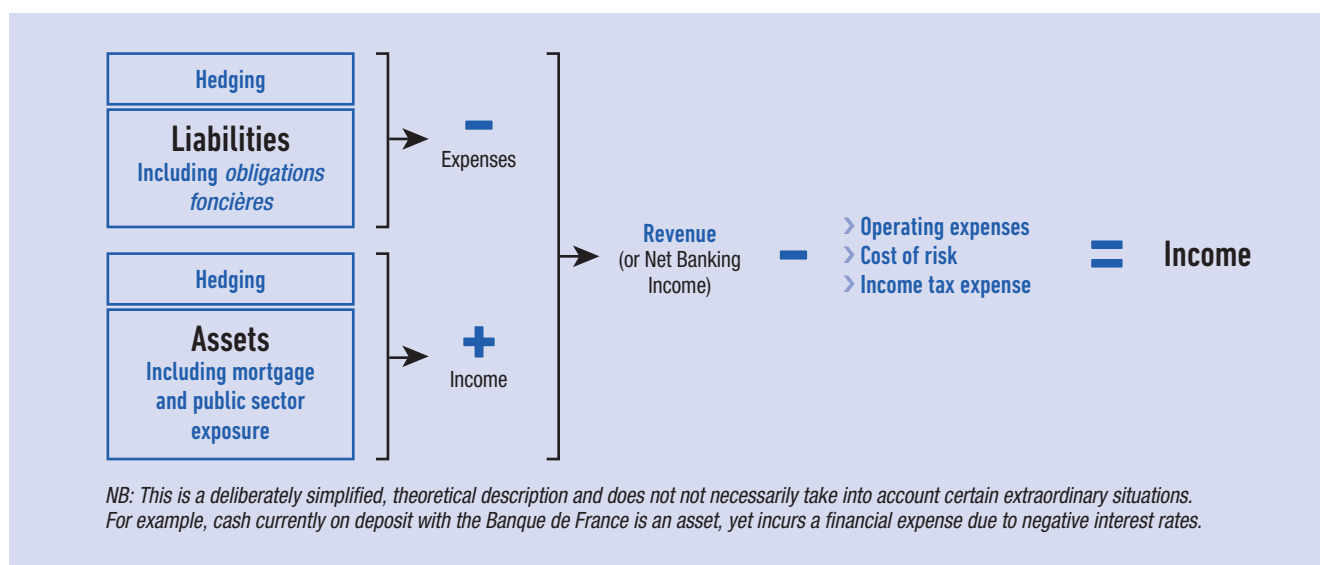 Hedging
Liabilities
Including obligations
foncières
−
Expenses
Hedging
Assets
Including mortgage
and public sector
exposure
+
Income
Revenue
(or Net Banking
Income)
−
› Operating expenses
› Cost of risk
› Income tax expense
=
Income
NB: This is a deliberately simplified, theoretical description and does not not necessarily take into account certain extraordinary situations.
For example, cash currently on deposit with the Banque de France is an asset, yet incurs a financial expense due to negative interest rates.